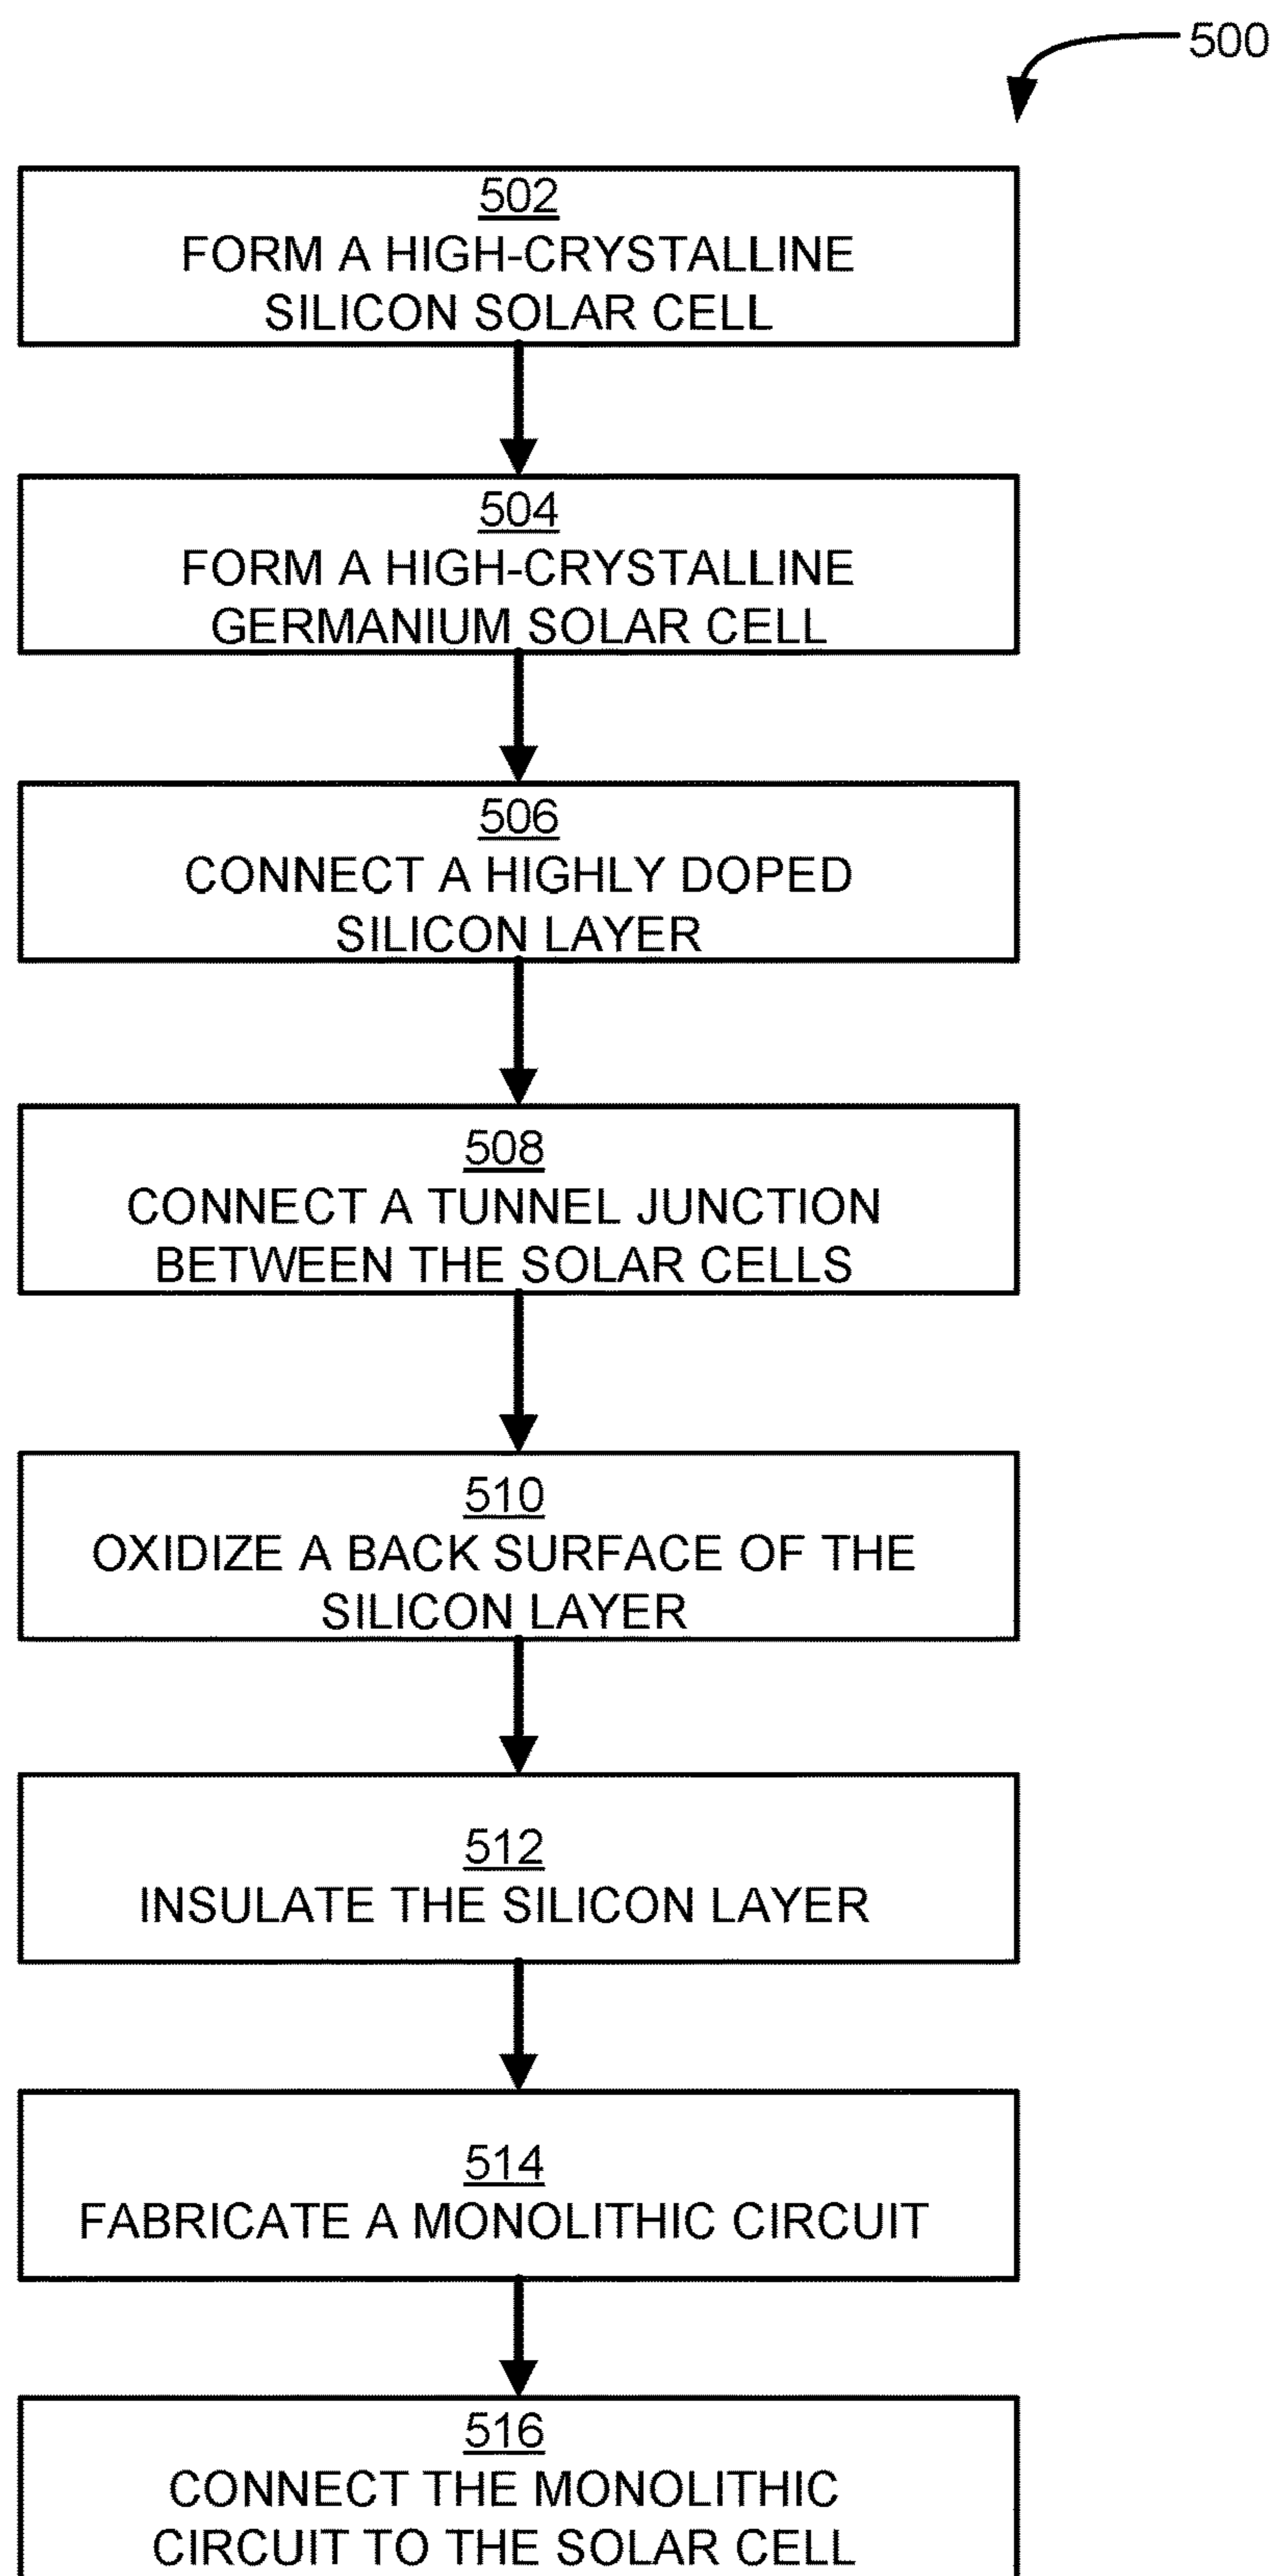 500
502
FORM A HIGH-CRYSTALLINE
SILICON SOLAR CELL
504
FORM A HIGH-CRYSTALLINE
GERMANIUM SOLAR CELL
506
CONNECT A HIGHLY DOPED
SILICON LAYER
508
CONNECT A TUNNEL JUNCTION
BETWEEN THE SOLAR CELLS
510
OXIDIZE A BACK SURFACE OF THE
SILICON LAYER
512
INSULATE THE SILICON LAYER
514
FABRICATE A MONOLITHIC CIRCUIT
516
CONNECT THE MONOLITHIC
CIRCUIT TO THE SOLAR CELL